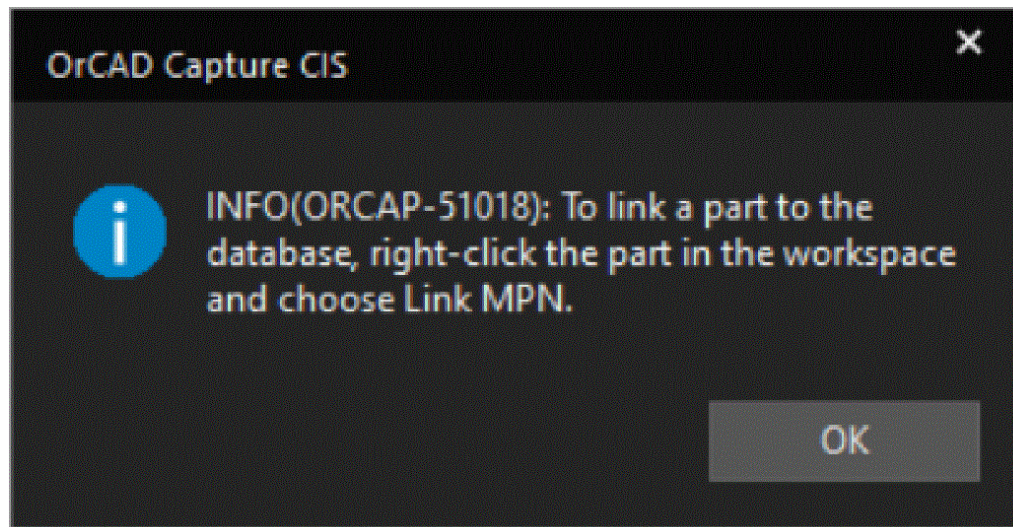 OrCAD Capture CIS
INFO(ORCAP-51018): To link a part to the
database, right-click the part in the workspace
and choose Link MPN.
OK